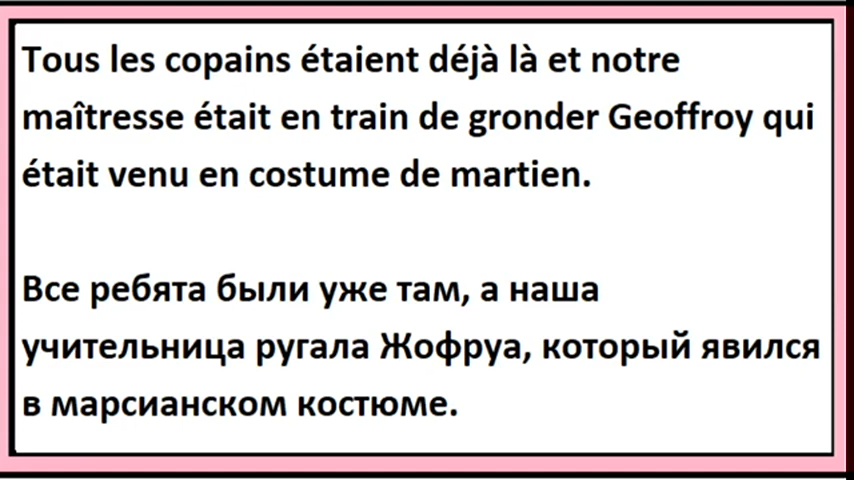 Tous les copains étaient déjà là et notre
maîtresse était en train de gronder Geoffroy qui
était venu en costume de martien.
Все ребята были уже там, а наша
учительница ругала Жофруа, который явился
в марсианском костюме.